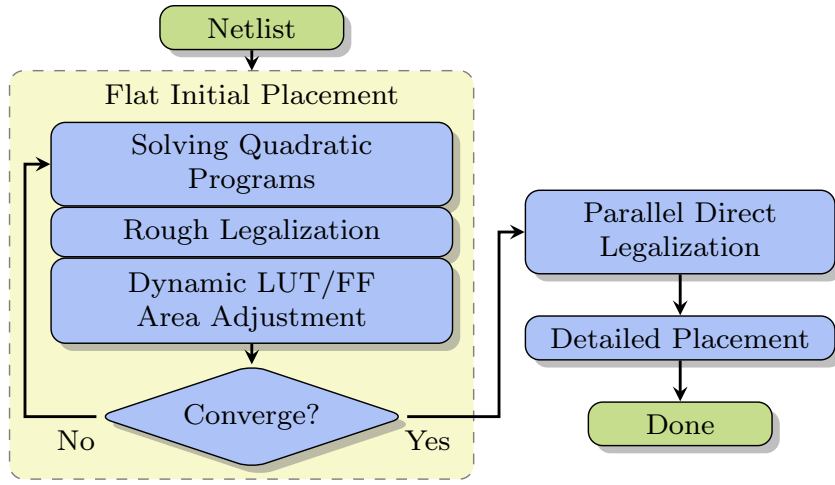 Netlist
Flat Initial Placement
Solving Quadratic
Programs
Rough Legalization
Dynamic LUT/FF
Area Adjustment
Converge?
No
Yes
Parallel Direct
Legalization
Detailed Placement
Done